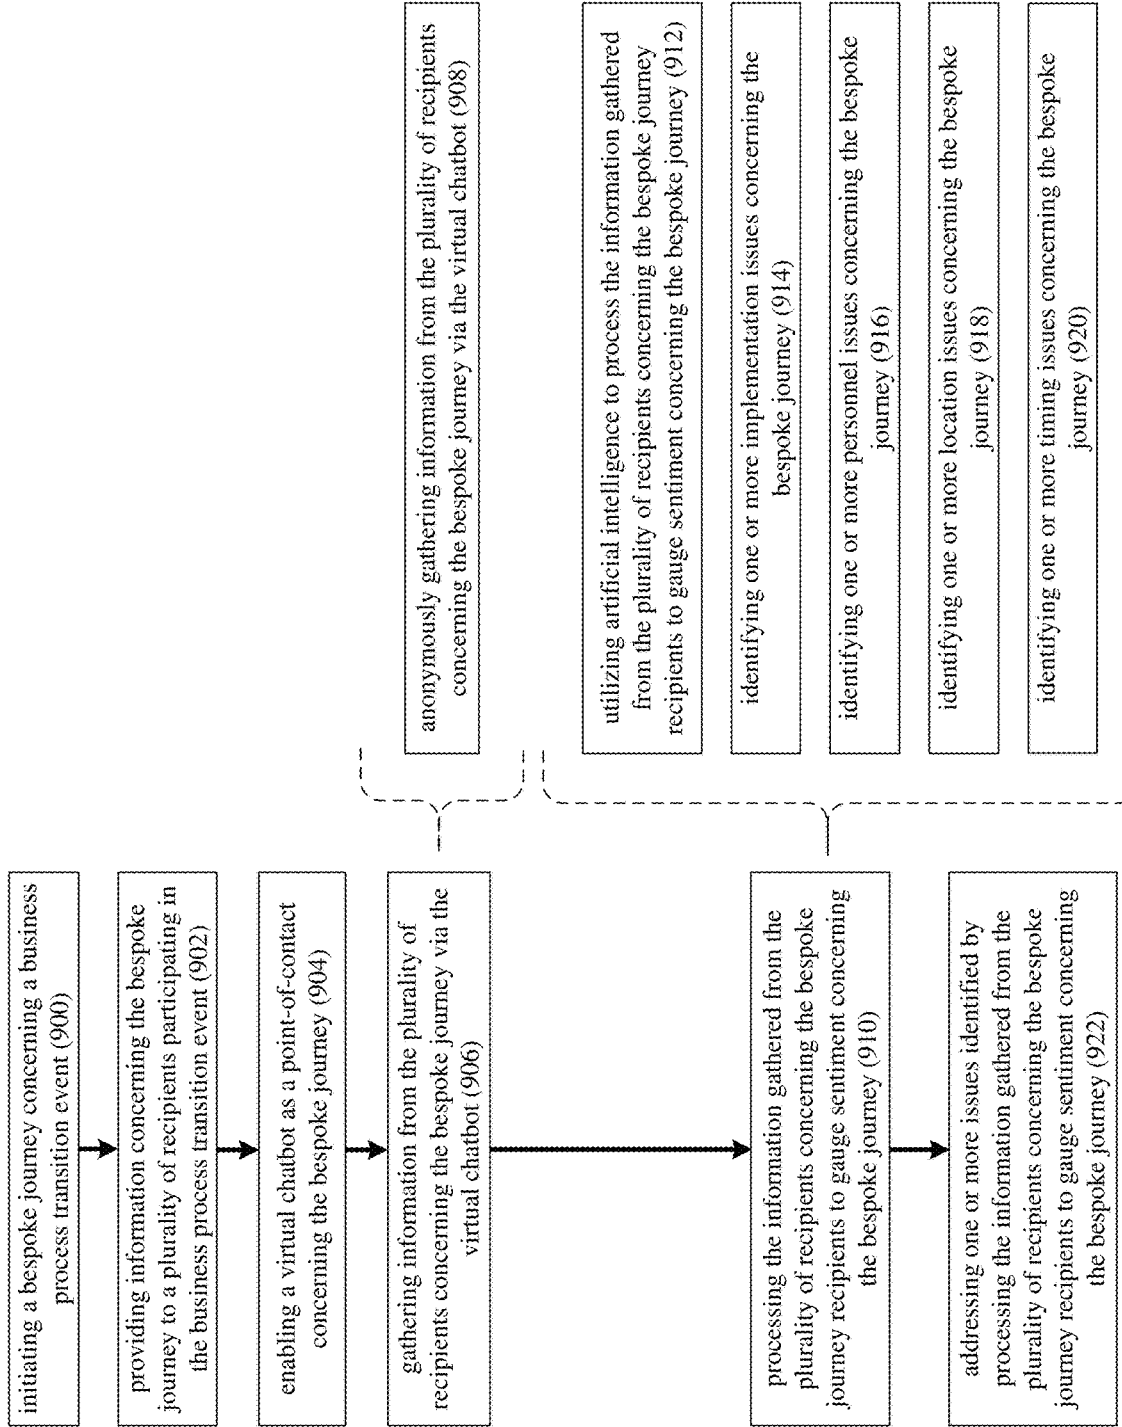 initiating a bespoke journey concerning a business
process transition event (900)
providing information concerning the bespoke
journey to a plurality of recipients participating in
the business process transition event (902)
enabling a virtual chatbot as a point-of-contact
concerning the bespoke journey (904)
gathering information from the plurality of
recipients concerning the bespoke journey via the
virtual chatbot (906)
anonymously gathering information from the plurality of recipients
concerning the bespoke journey via the virtual chatbot (908)
processing the information gathered from the
plurality of recipients concerning the bespoke
journey recipients to gauge sentiment concerning
the bespoke journey (910)
utilizing artificial intelligence to process the information gathered
from the plurality of recipients concerning the bespoke journey
recipients to gauge sentiment concerning the bespoke journey (912)
identifying one or more implementation issues concerning the
bespoke journey (914)
identifying one or more personnel issues concerning the bespoke
journey (916)
identifying one or more location issues concerning the bespoke
journey (918)
identifying one or more timing issues concerning the bespoke
journey (920)
addressing one or more issues identified by
processing the information gathered from the
plurality of recipients concerning the bespoke
journey recipients to gauge sentiment concerning
the bespoke journey (922)